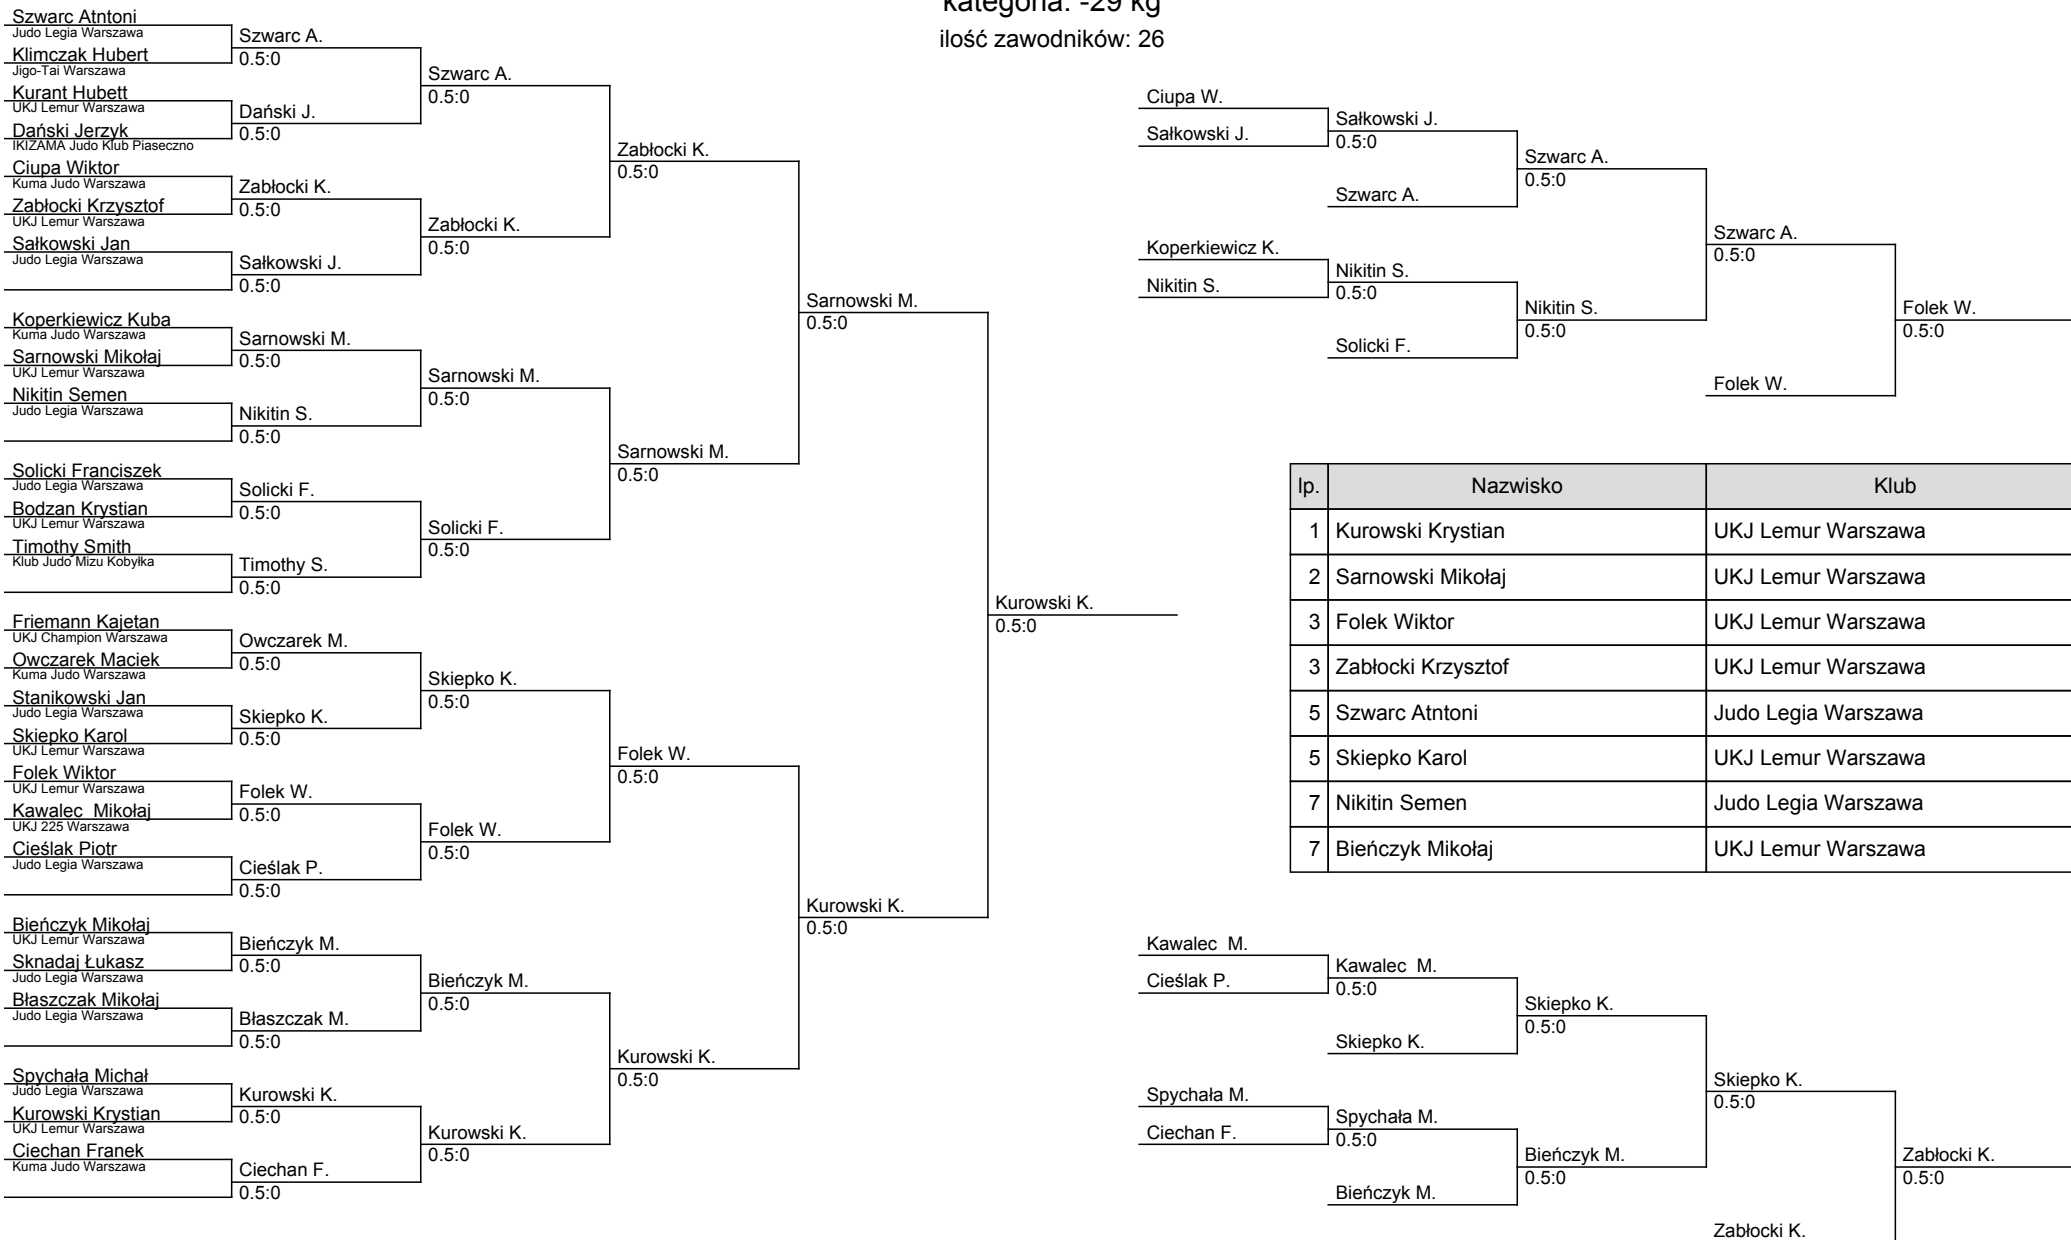 kategoria: -29 kg
ilość zawodników: 26
Szwarc Atntoni
Judo Legia Warszawa
Klimczak Hubert
Jigo-Tai Warszawa
Kurant Hubett
UKJ Lemur Warszawa
Dański Jerzyk
IKIZAMA Judo Klub Piaseczno
Ciupa Wiktor
Kuma Judo Warszawa
Zabłocki Krzysztof
UKJ Lemur Warszawa
Sałkowski Jan
Judo Legia Warszawa
Koperkiewicz Kuba
Kuma Judo Warszawa
Sarnowski Mikołaj
UKJ Lemur Warszawa
Nikitin Semen
Judo Legia Warszawa
Solicki Franciszek
Judo Legia Warszawa
Bodzan Krystian
UKJ Lemur Warszawa
Timothy Smith
Klub Judo Mizu Kobyłka
Friemann Kajetan
UKJ Champion Warszawa
Owczarek Maciek
Kuma Judo Warszawa
Stanikowski Jan
Judo Legia Warszawa
Skiepko Karol
UKJ Lemur Warszawa
Folek Wiktor
UKJ Lemur Warszawa
Kawalec  Mikołaj
UKJ 225 Warszawa
Cieślak Piotr
Judo Legia Warszawa
Bieńczyk Mikołaj
UKJ Lemur Warszawa
Sknadaj Łukasz
Judo Legia Warszawa
Błaszczak Mikołaj
Judo Legia Warszawa
Spychała Michał
Judo Legia Warszawa
Kurowski Krystian
UKJ Lemur Warszawa
Ciechan Franek
Kuma Judo Warszawa
Szwarc A.
0.5:0
Dański J.
0.5:0
Zabłocki K.
0.5:0
Sałkowski J.
0.5:0
Sarnowski M.
0.5:0
Nikitin S.
0.5:0
Solicki F.
0.5:0
Timothy S.
0.5:0
Owczarek M.
0.5:0
Skiepko K.
0.5:0
Folek W.
0.5:0
Cieślak P.
0.5:0
Bieńczyk M.
0.5:0
Błaszczak M.
0.5:0
Kurowski K.
0.5:0
Ciechan F.
0.5:0
Szwarc A.
0.5:0
Zabłocki K.
0.5:0
Sarnowski M.
0.5:0
Solicki F.
0.5:0
Skiepko K.
0.5:0
Folek W.
0.5:0
Bieńczyk M.
0.5:0
Kurowski K.
0.5:0
Zabłocki K.
0.5:0
Sarnowski M.
0.5:0
Folek W.
0.5:0
Kurowski K.
0.5:0
Sarnowski M.
0.5:0
Kurowski K.
0.5:0
Kurowski K.
0.5:0
Ciupa W.
Sałkowski J.
Koperkiewicz K.
Nikitin S.
Sałkowski J.
0.5:0
Szwarc A.
Nikitin S.
0.5:0
Solicki F.
Szwarc A.
0.5:0
Nikitin S.
0.5:0
Szwarc A.
0.5:0
Folek W.
Folek W.
0.5:0
lp. Nazwisko Klub
1 Kurowski Krystian UKJ Lemur Warszawa
2 Sarnowski Mikołaj UKJ Lemur Warszawa
3 Folek Wiktor UKJ Lemur Warszawa
3 Zabłocki Krzysztof UKJ Lemur Warszawa
5 Szwarc Atntoni Judo Legia Warszawa
5 Skiepko Karol UKJ Lemur Warszawa
7 Nikitin Semen Judo Legia Warszawa
7 Bieńczyk Mikołaj UKJ Lemur Warszawa
Kawalec  M.
Cieślak P.
Spychała M.
Ciechan F.
Kawalec  M.
0.5:0
Skiepko K.
Spychała M.
0.5:0
Bieńczyk M.
Skiepko K.
0.5:0
Bieńczyk M.
0.5:0
Skiepko K.
0.5:0
Zabłocki K.
Zabłocki K.
0.5:0